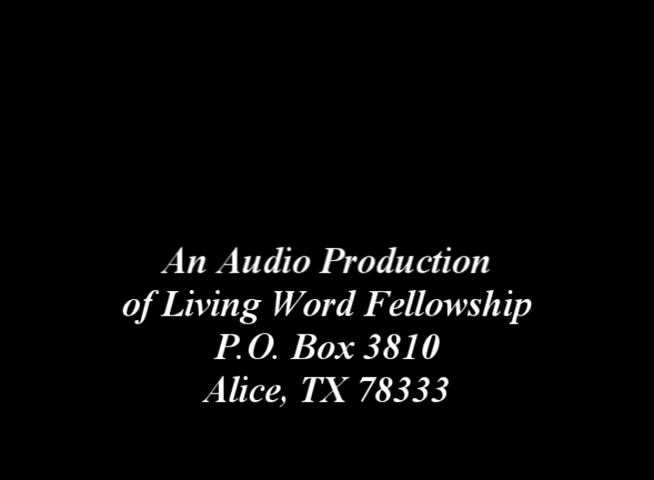 An Audio Production
of Living Word Fellowship
P.O. Box 3810
Alice, TX 78333